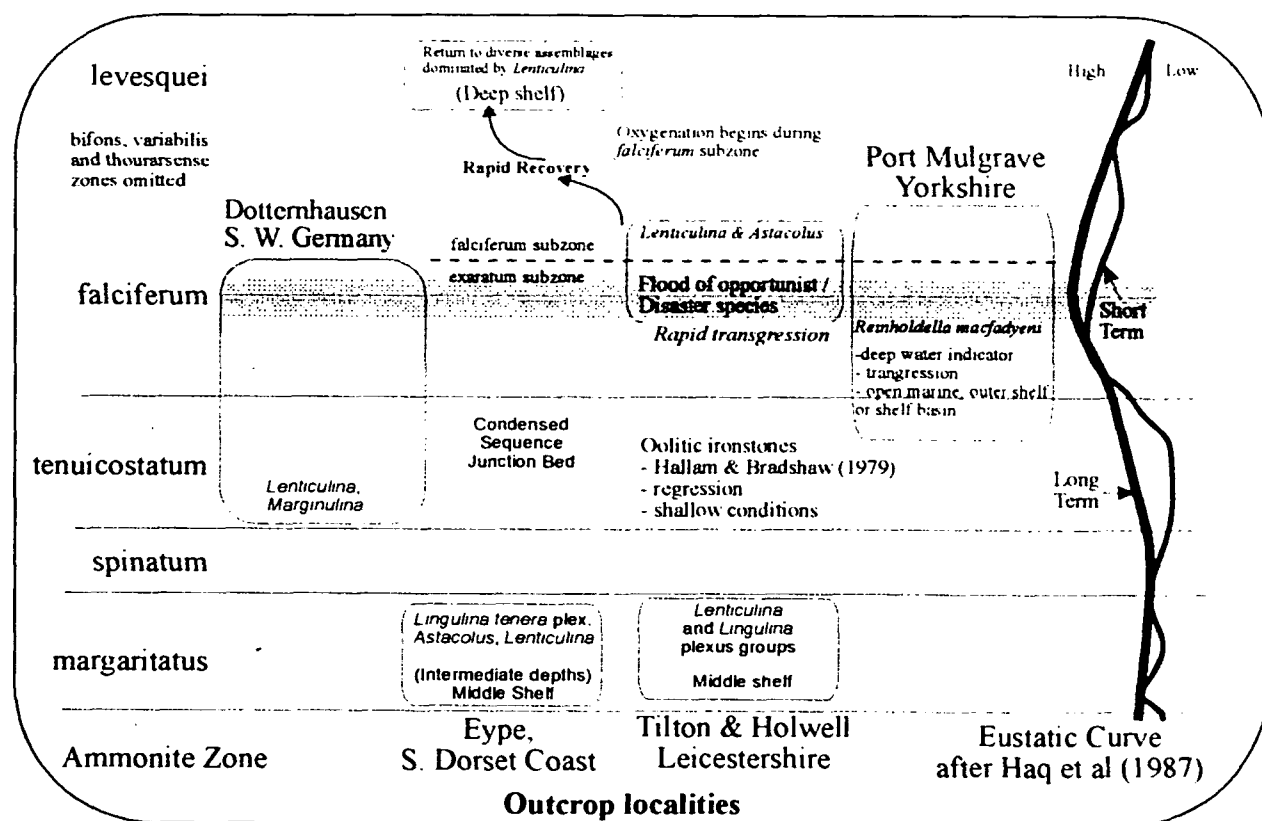 levesquei
bifons, variabilis
and thourarsense
zones omitted
Return to diverse assemblages
dominated by Lenticulina
(Deep shelf)
Rapid Recovery
Oxygenation begins during
falciferum subzone
High
Low
Port Mulgrave
Yorkshire
Dotternhausen
S. W. Germany
falciferum
falciferum subzone
exaratum subzone
Lenticulina & Astacolus
Flood of opportunist /
Disaster species
Rapid transgression
Reinholdella macfadyeni
-deep water indicator
- trangression
- open marine, outer shelf
or shelf basin
Short
Term
tenuicostatum
Lenticulina,
Marginulina
Condensed
Sequence
Junction Bed
Oolitic ironstones
- Hallam & Bradshaw (1979)
- regression
- shallow conditions
Long
Term
spinatum
margaritatus
Lingulina tenera plex.
Astacolus, Lenticulina
(Intermediate depths)
Middle Shelf
Lenticulina
and Lingulina
plexus groups
Middle shelf
Ammonite Zone
Eype,
S. Dorset Coast
Tilton & Holwell
Leicestershire
Eustatic Curve
after Haq et al (1987)
Outcrop localities